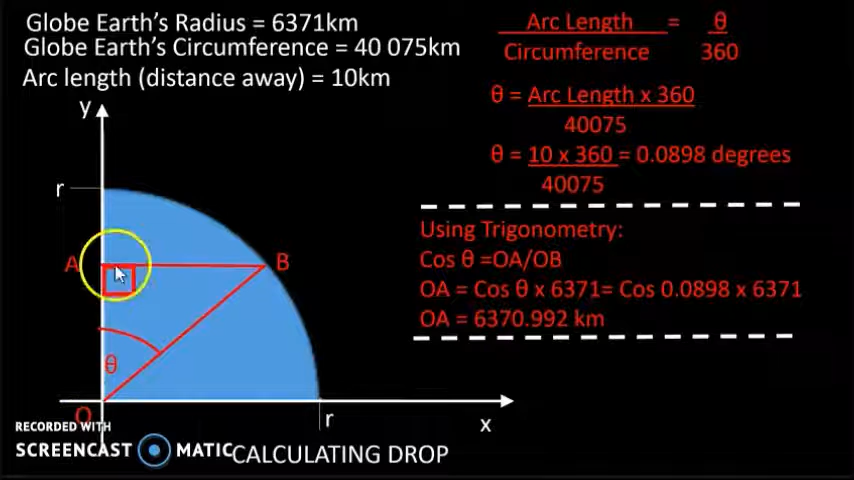 Globe Earth's Radius = 6371km
Globe Earth's Circumference = 40 075km
Arc length (distance away) = 10km
Arc Length = θ
Circumference 360
θ = Arc Length x 360
40075
θ = 10 x 360 = 0.0898 degrees
40075
Using Trigonometry:
Cos θ =OA/OB
OA = Cos θ x 6371= Cos 0.0898 x 6371
OA = 6370.992 km
y
r
A
B
θ
O
r
x
RECORDED WITH
SCREENCAST MATIC
CALCULATING DROP